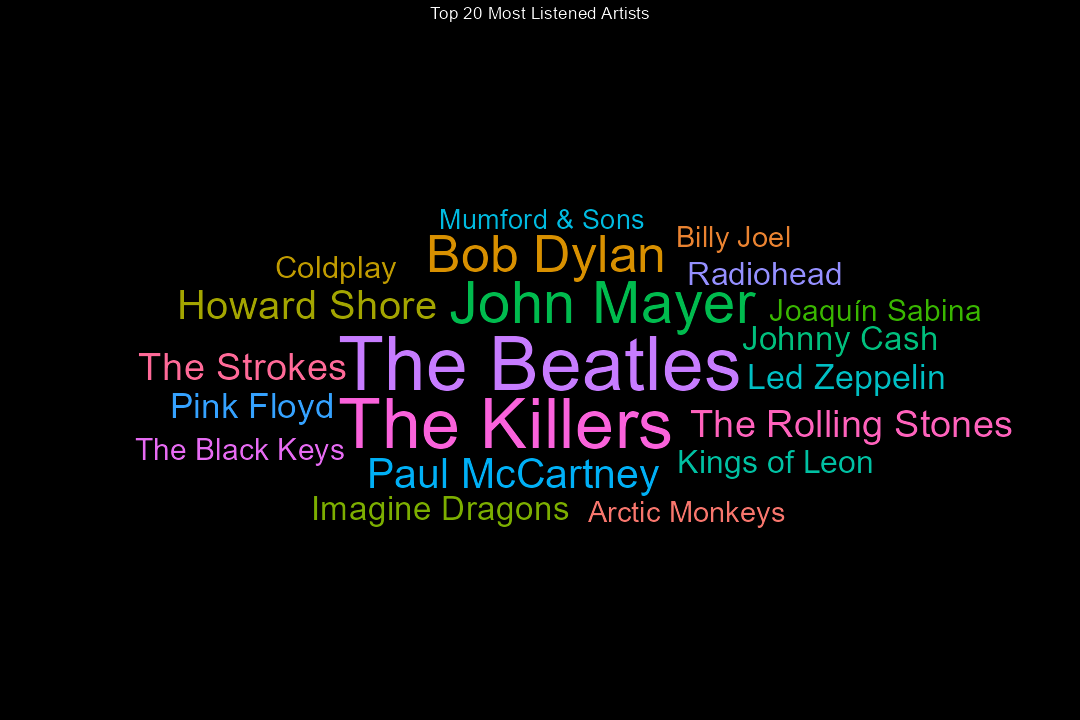 Top 20 Most Listened Artists
Mumford & Sons
Billy Joel
Bob Dylan
Coldplay
Radiohead
Howard Shore
John Mayer
Joaquín Sabina
Johnny Cash
The Strokes
The Beatles
Led Zeppelin
Pink Floyd
The Killers
The Rolling Stones
The Black Keys
Paul McCartney
Kings of Leon
Imagine Dragons
Arctic Monkeys